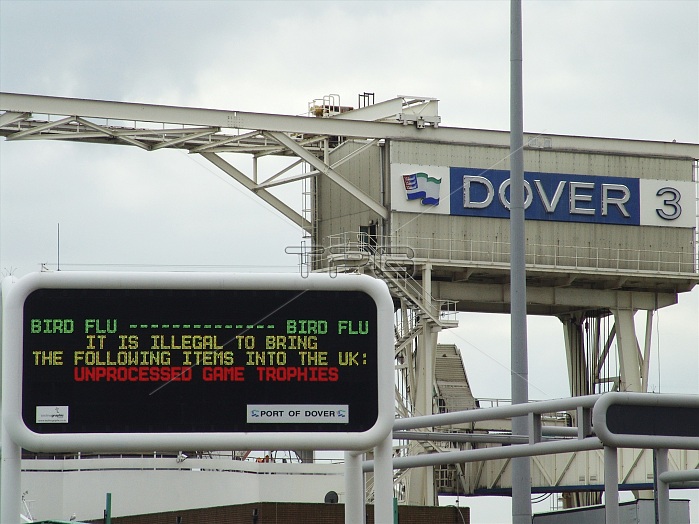 DOVER 3
BIRD FLU -------------- BIRD FLU
IT IS ILLEGAL TO BRING
THE FOLLOWING ITEMS INTO THE UK:
UNPROCESSED GAME TROPHIES
PORT OF DOVER